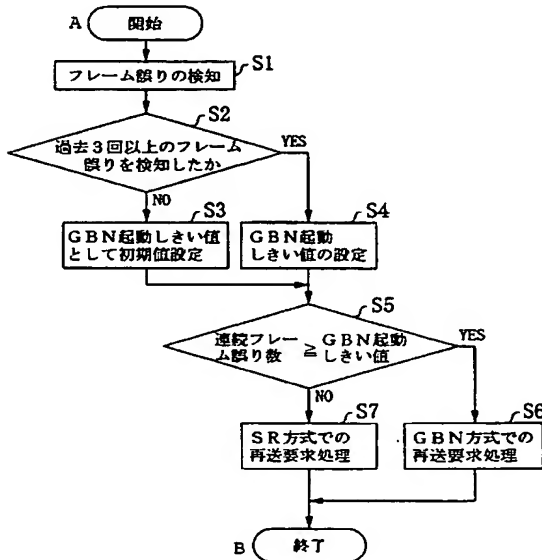 A 開始
フレーム誤りの検知 S1
S2
過去3回以上のフレーム
誤りを検知したか
YES
NO
S3
GBN起動しきい値
として初期値設定
S4
GBN起動
しきい値の設定
S5
連続フレー
ム誤り数
≧
GBN起動
しきい値
YES
NO
S7
SR方式での
再送要求処理
S6
GBN方式での
再送要求処理
B 終了